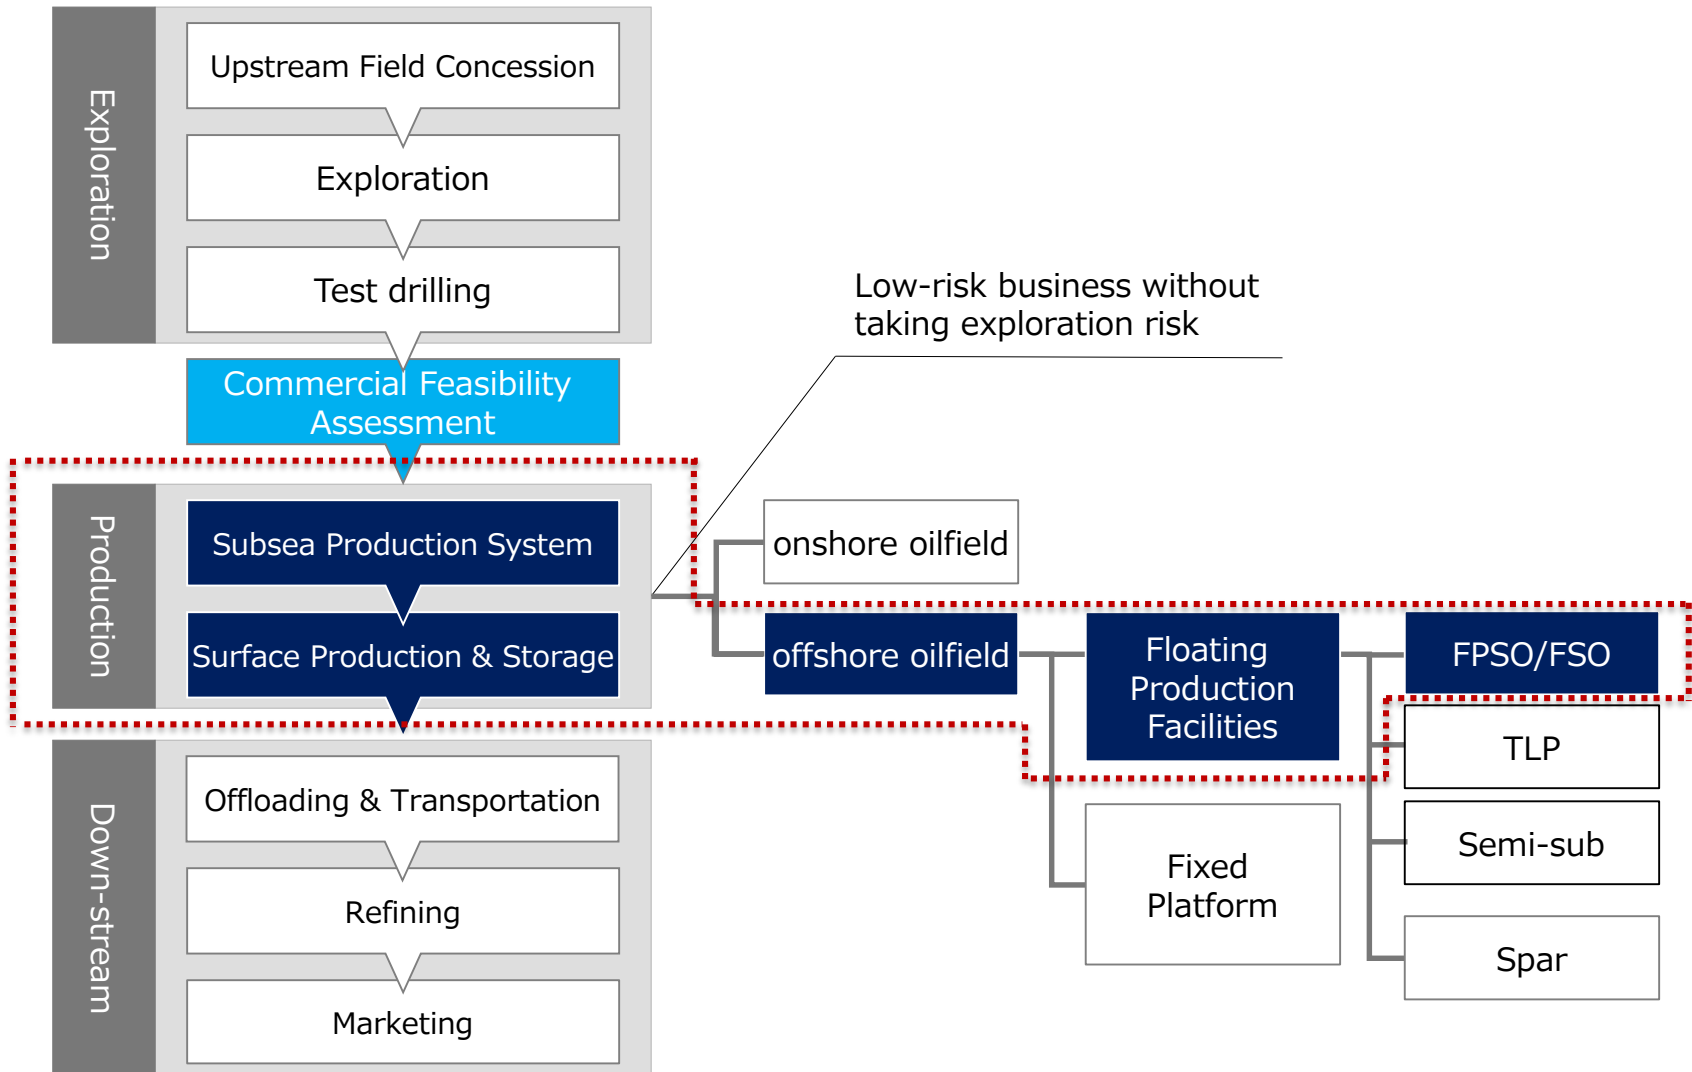 Exploration
Upstream Field Concession
Exploration
Test drilling
Commercial Feasibility
Assessment
Low-risk business without
taking exploration risk
Production
Subsea Production System
Surface Production & Storage
onshore oilfield
offshore oilfield
Floating
Production
Facilities
Fixed
Platform
FPSO/FSO
TLP
Semi-sub
Spar
Down-stream
Offloading & Transportation
Refining
Marketing